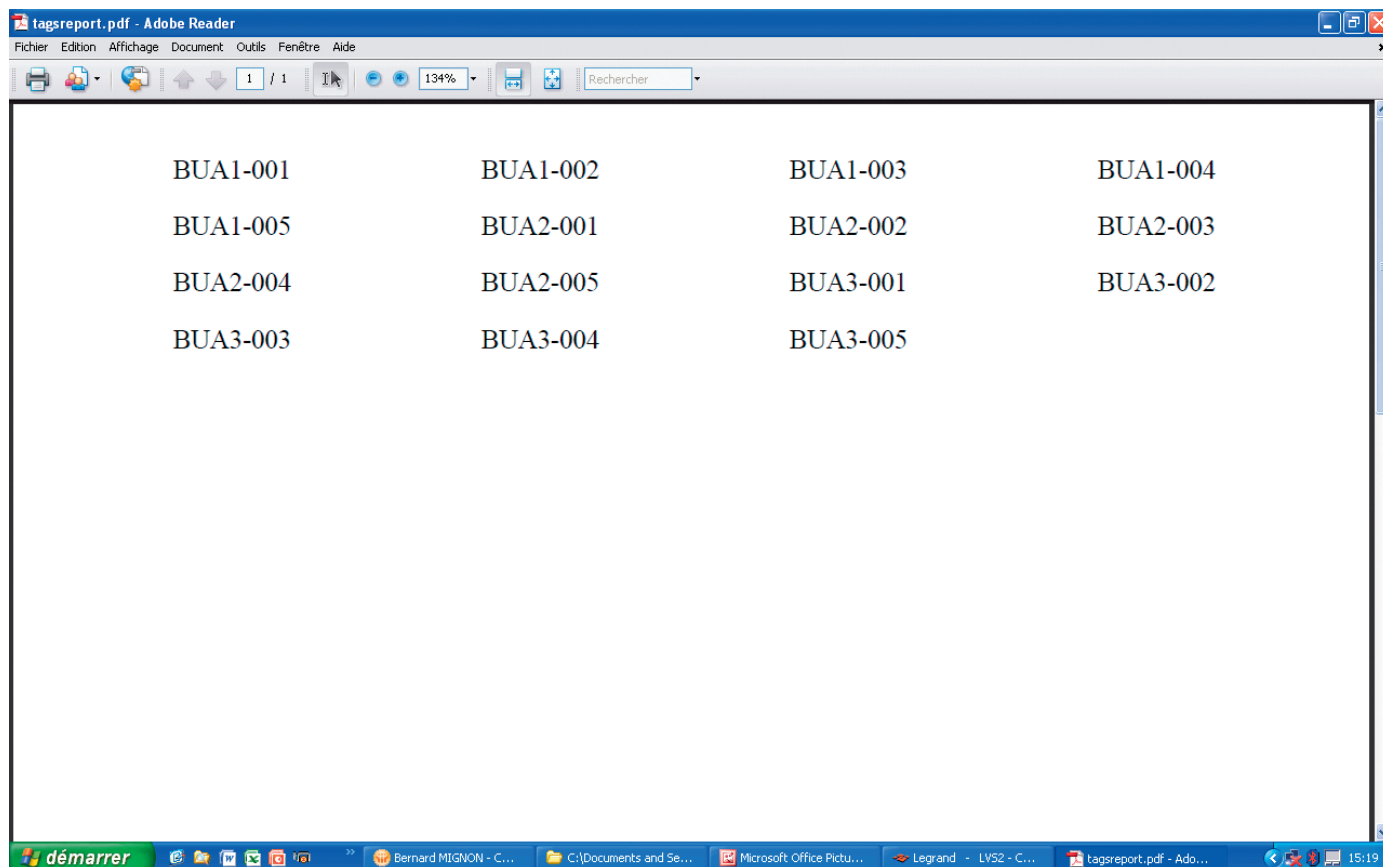 tagsreport.pdf - Adobe Reader
Fichier Edition Affichage Document Outils Fenêtre Aide
1 / 1 134% Rechercher
BUA1-001 BUA1-002 BUA1-003 BUA1-004
BUA1-005 BUA2-001 BUA2-002 BUA2-003
BUA2-004 BUA2-005 BUA3-001 BUA3-002
BUA3-003 BUA3-004 BUA3-005
démarrer Bernard MIGNON - C... C:\Documents and Se... Microsoft Office Pictu... Legrand - LVS2 - C... tagsreport.pdf - Ado... 15:19